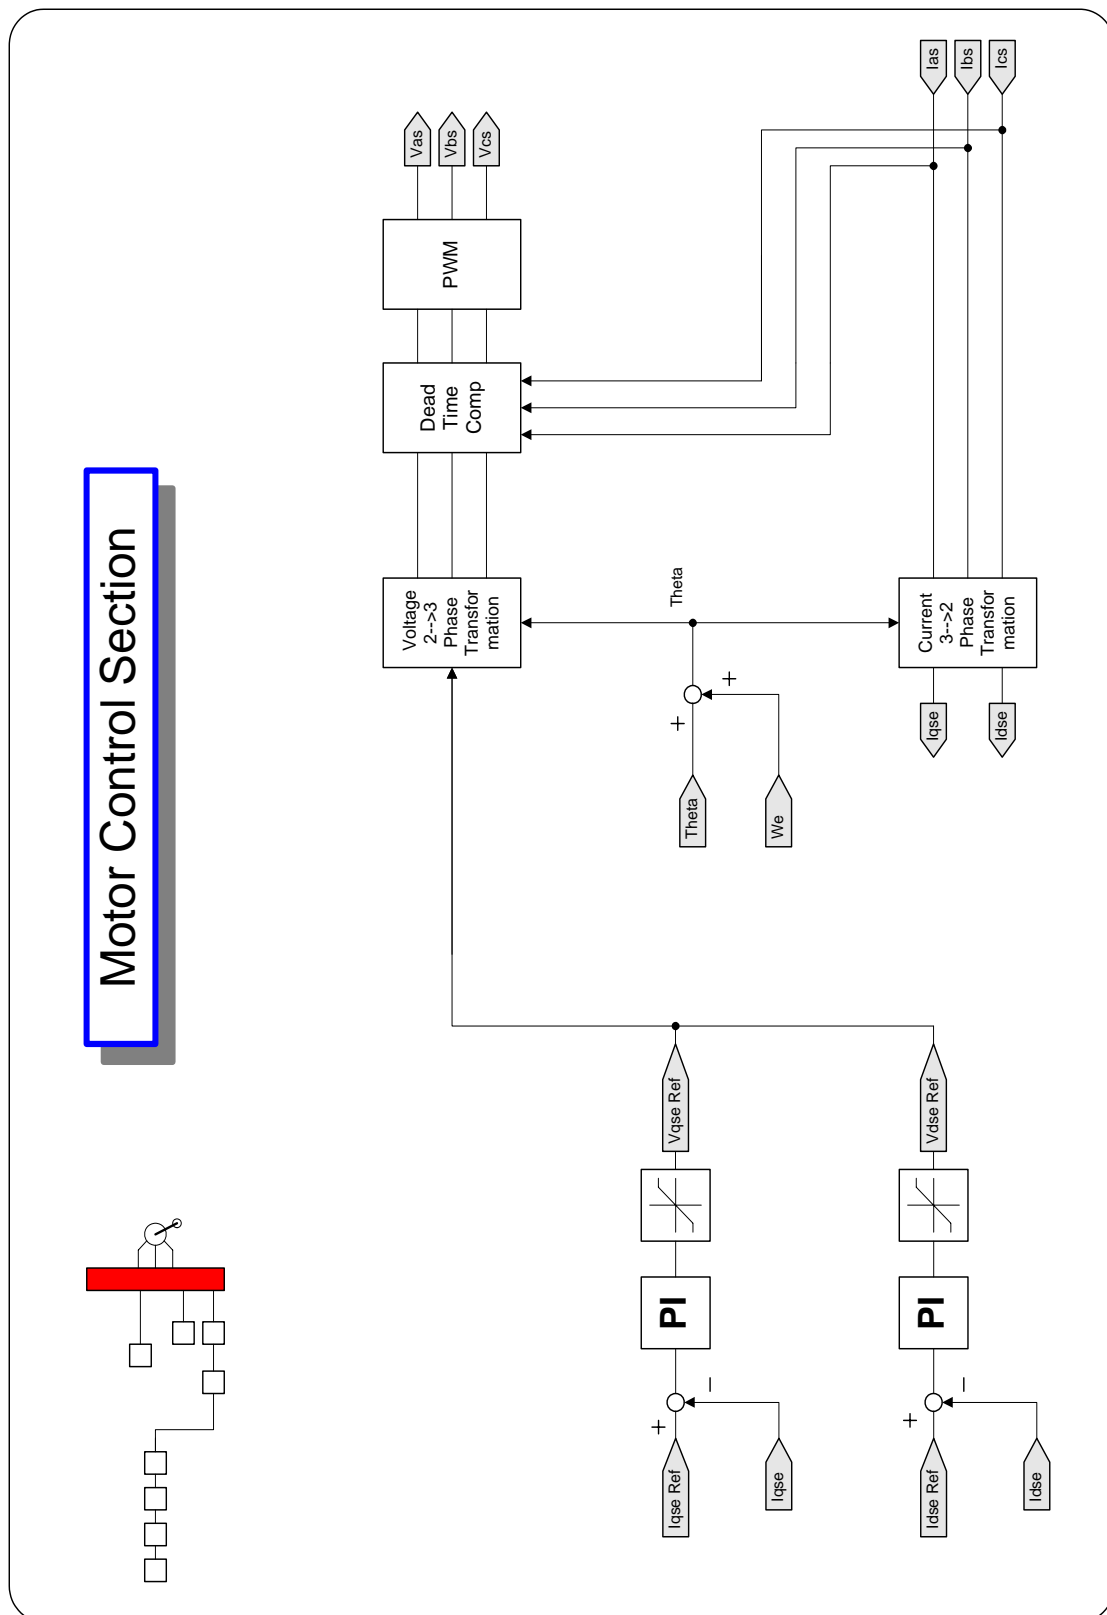 Motor Control Section
Vas
Vbs
Vcs
PWM
Dead
Time
Comp
Voltage
2-->3
Phase
Transfor
mation
Theta
+
+
Theta
We
Ias
Ibs
Ics
Current
3-->2
Phase
Transfor
mation
Iqse
Idse
Iqse Ref
+
−
Iqse
PI
Vqse Ref
Idse Ref
+
−
Idse
PI
Vdse Ref